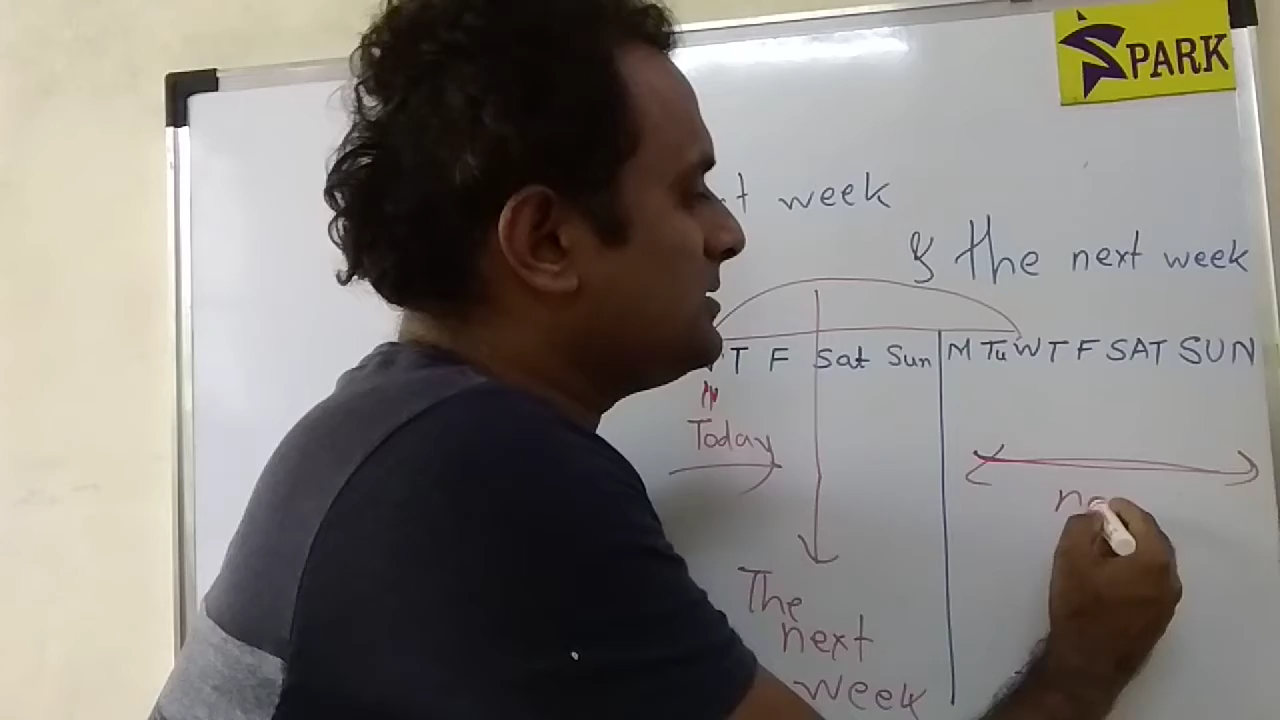 SPARK
week
& The next week
T F Sat Sun M Tu W T F SAT SUN
Today
The
next
week